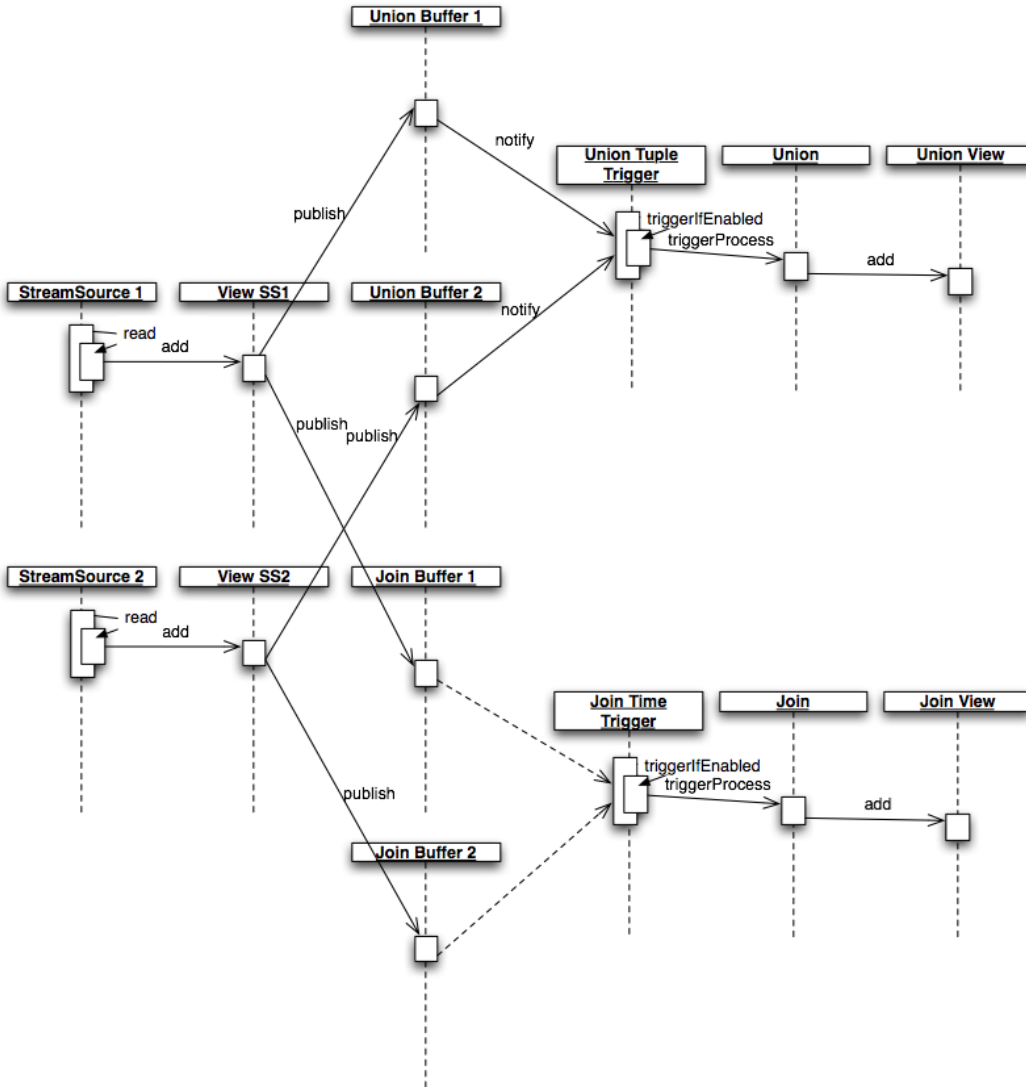 Union Buffer 1
notify
Union Tuple
Trigger
Union
Union View
publish
triggerIfEnabled
triggerProcess
add
StreamSource 1
View SS1
Union Buffer 2
notify
read
add
publish
publish
StreamSource 2
View SS2
Join Buffer 1
read
add
Join Time
Trigger
Join
Join View
triggerIfEnabled
triggerProcess
publish
add
Join Buffer 2